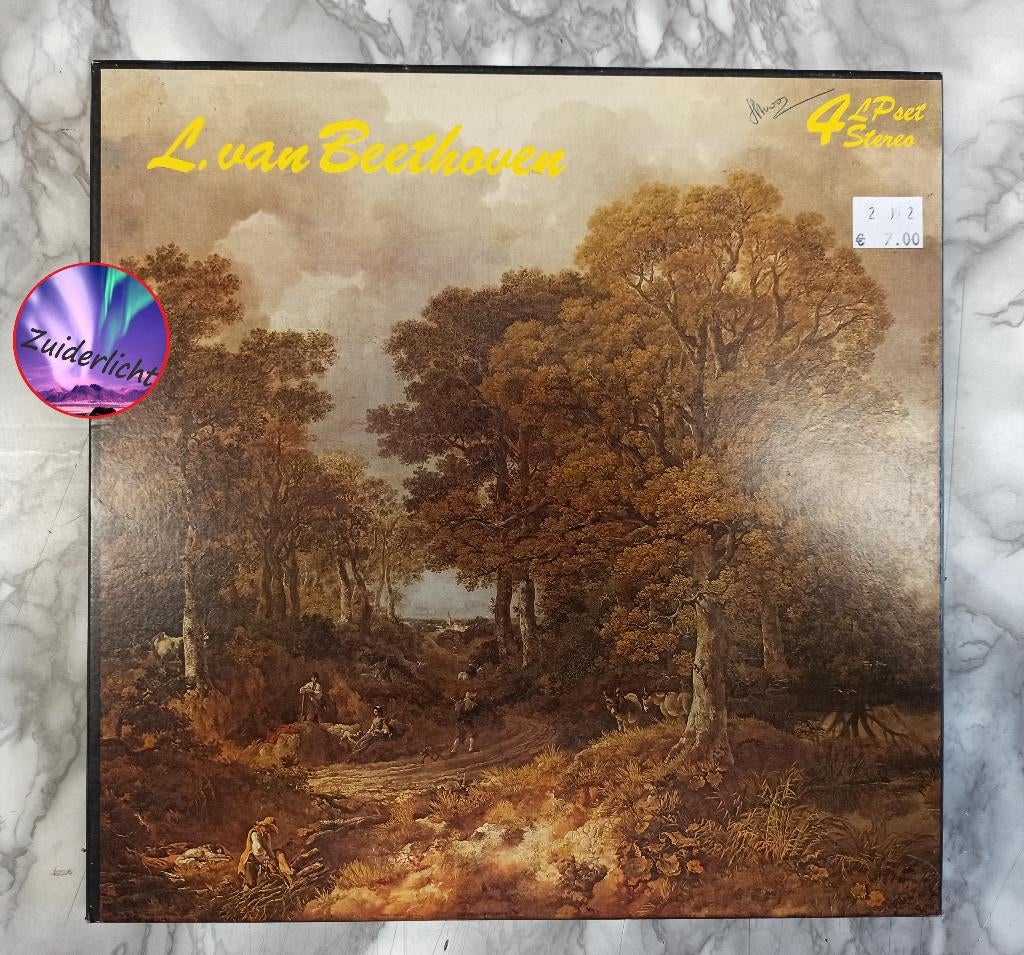 L. van Beethoven
4 LP set
Stereo
€ 7.00
Zuiderlicht